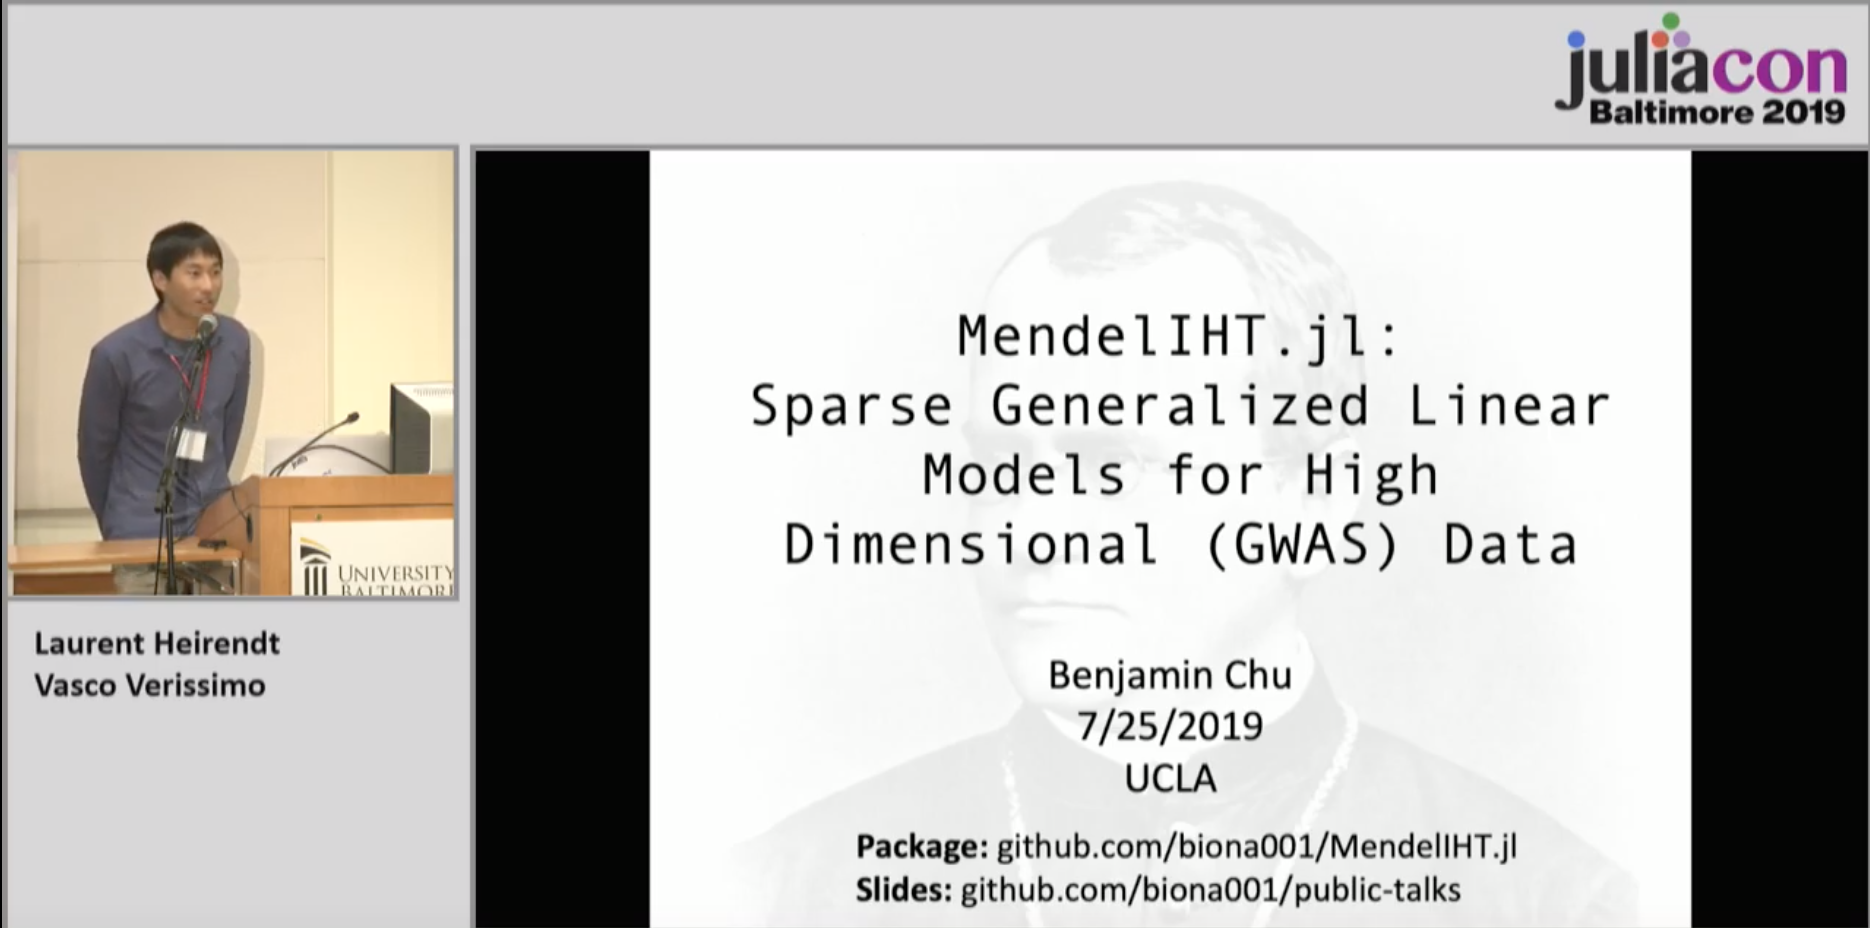 juliacon
Baltimore 2019
UNIVERSITY
BALTIMORE
Laurent Heirendt
Vasco Verissimo
MendelIHT.jl:
Sparse Generalized Linear
Models for High
Dimensional (GWAS) Data
Benjamin Chu
7/25/2019
UCLA
Package: github.com/biona001/MendelIHT.jl
Slides: github.com/biona001/public-talks